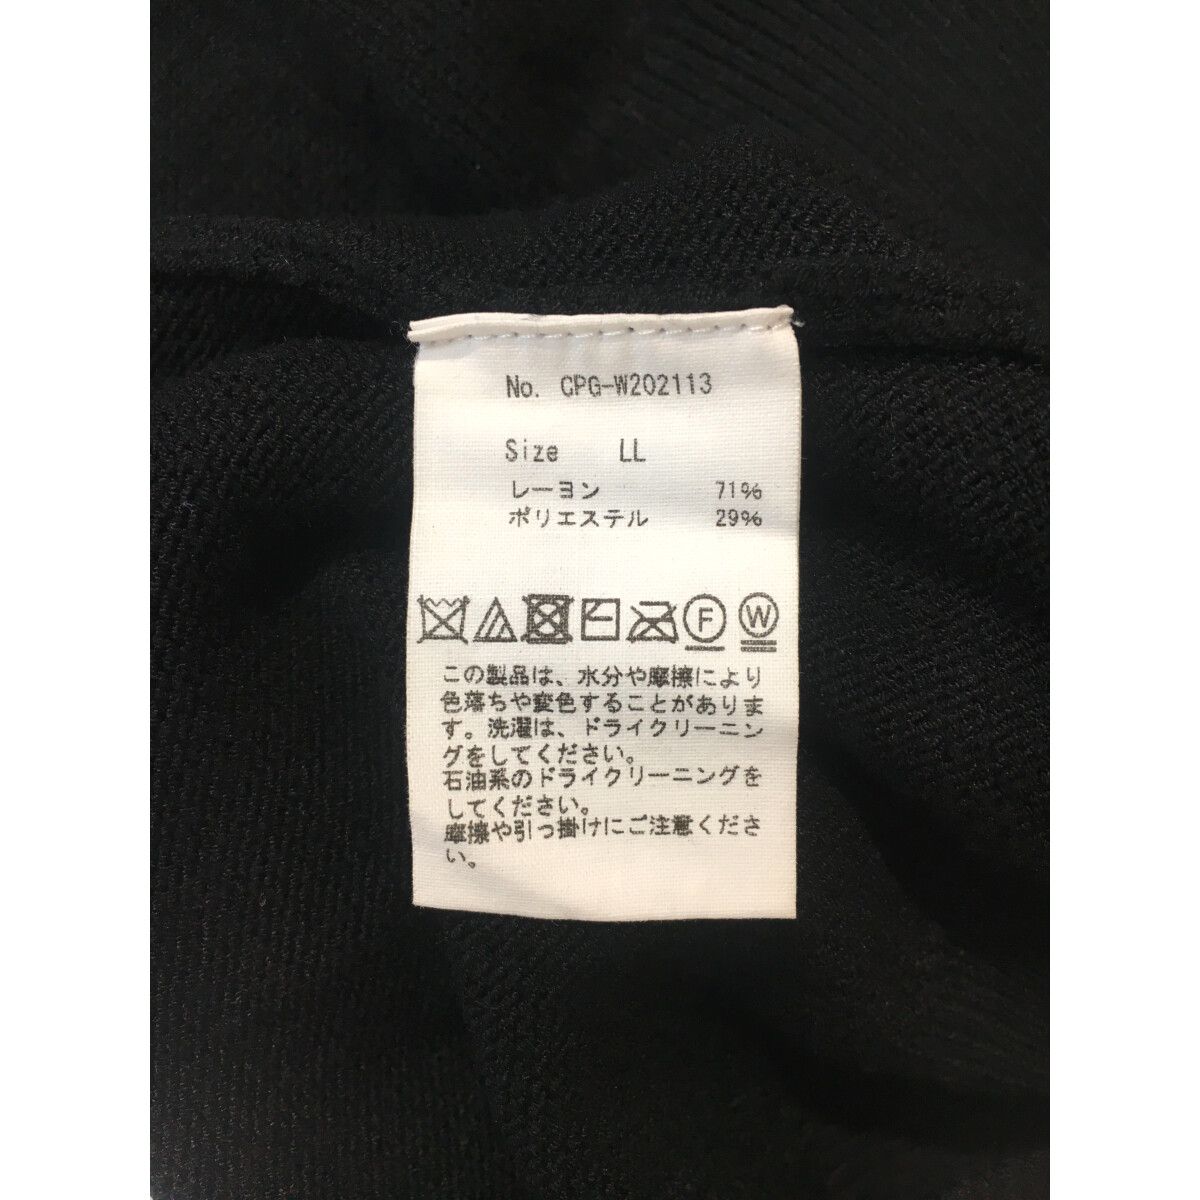 No. CPG-W202113
Size LL
レーヨン 71%
ポリエステル 29%
F W
この製品は、水分や摩擦により
色落ちや変色することがありま
す。洗濯は、ドライクリーニン
グをしてください。
石油系のドライクリーニングを
してください。
摩擦や引っ掛けにご注意くださ
い。